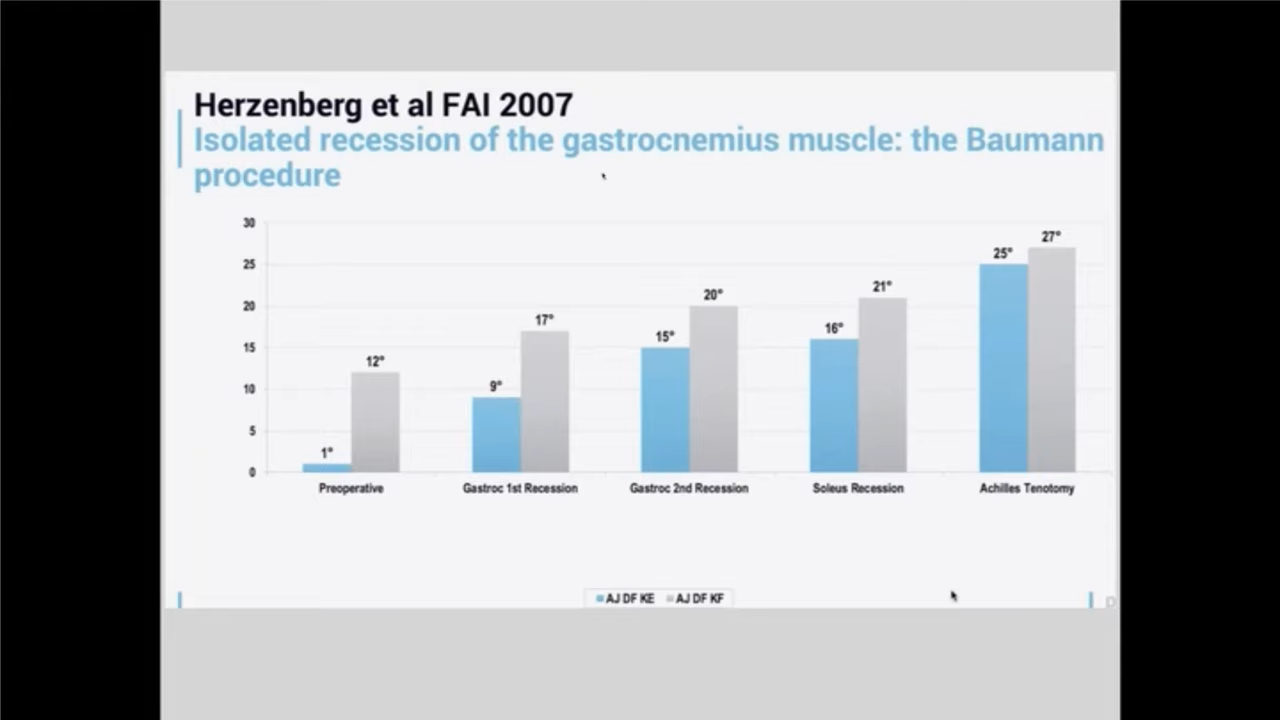 Herzenberg et al FAI 2007
Isolated recession of the gastrocnemius muscle: the Baumann
procedure
30
25
20
15
10
5
0
1°
12°
9°
17°
15°
20°
16°
21°
25°
27°
Preoperative
Gastroc 1st Recession
Gastroc 2nd Recession
Soleus Recession
Achilles Tenotomy
AJ DF KE AJ DF KF